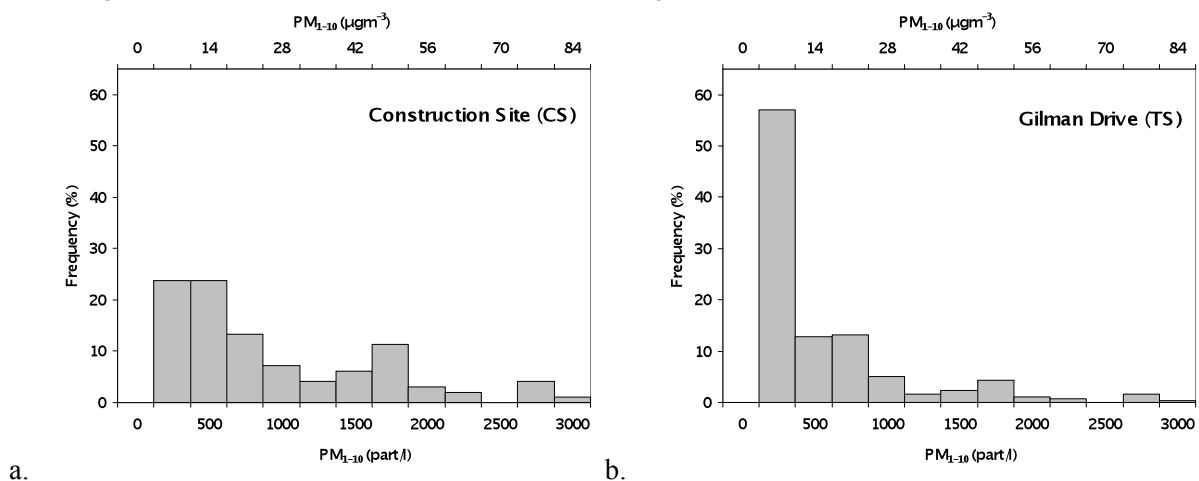 PM1–10 (µgm⁻³)
0 14 28 42 56 70 84
Construction Site (CS)
Frequency (%)
60
50
40
30
20
10
0
0 500 1000 1500 2000 2500 3000
PM1–10 (part/l)
a.
PM1–10 (µgm⁻³)
0 14 28 42 56 70 84
Gilman Drive (TS)
Frequency (%)
60
50
40
30
20
10
0
0 500 1000 1500 2000 2500 3000
PM1–10 (part/l)
b.